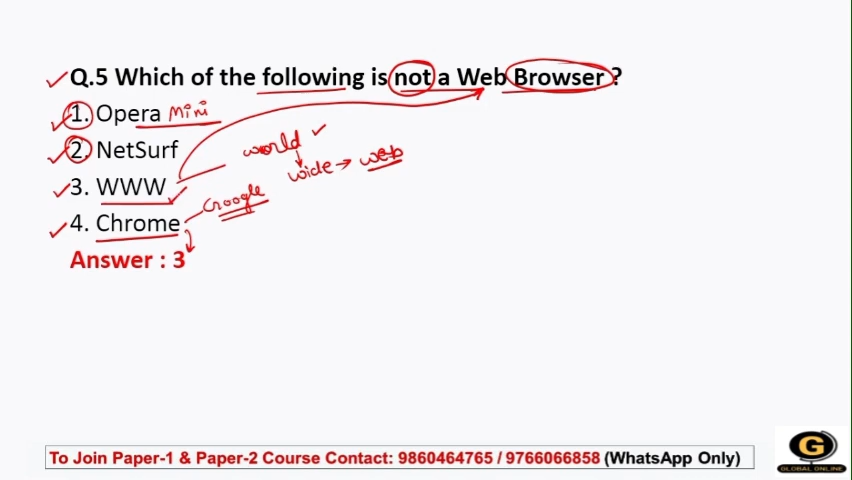 Q.5 Which of the following is not a Web Browser ?
1. Opera Mini
2. NetSurf
world
wide → web
3. WWW
Google
4. Chrome
Answer : 3
To Join Paper-1 & Paper-2 Course Contact: 9860464765 / 9766066858 (WhatsApp Only)
G
GLOBAL ONLINE